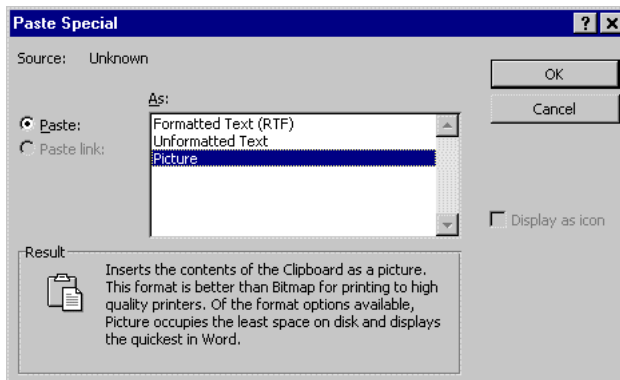 Paste Special
Source: Unknown
OK
Cancel
As:
Paste:
Paste link:
Formatted Text (RTF)
Unformatted Text
Picture
Display as icon
Result
Inserts the contents of the Clipboard as a picture.
This format is better than Bitmap for printing to high
quality printers. Of the format options available,
Picture occupies the least space on disk and displays
the quickest in Word.